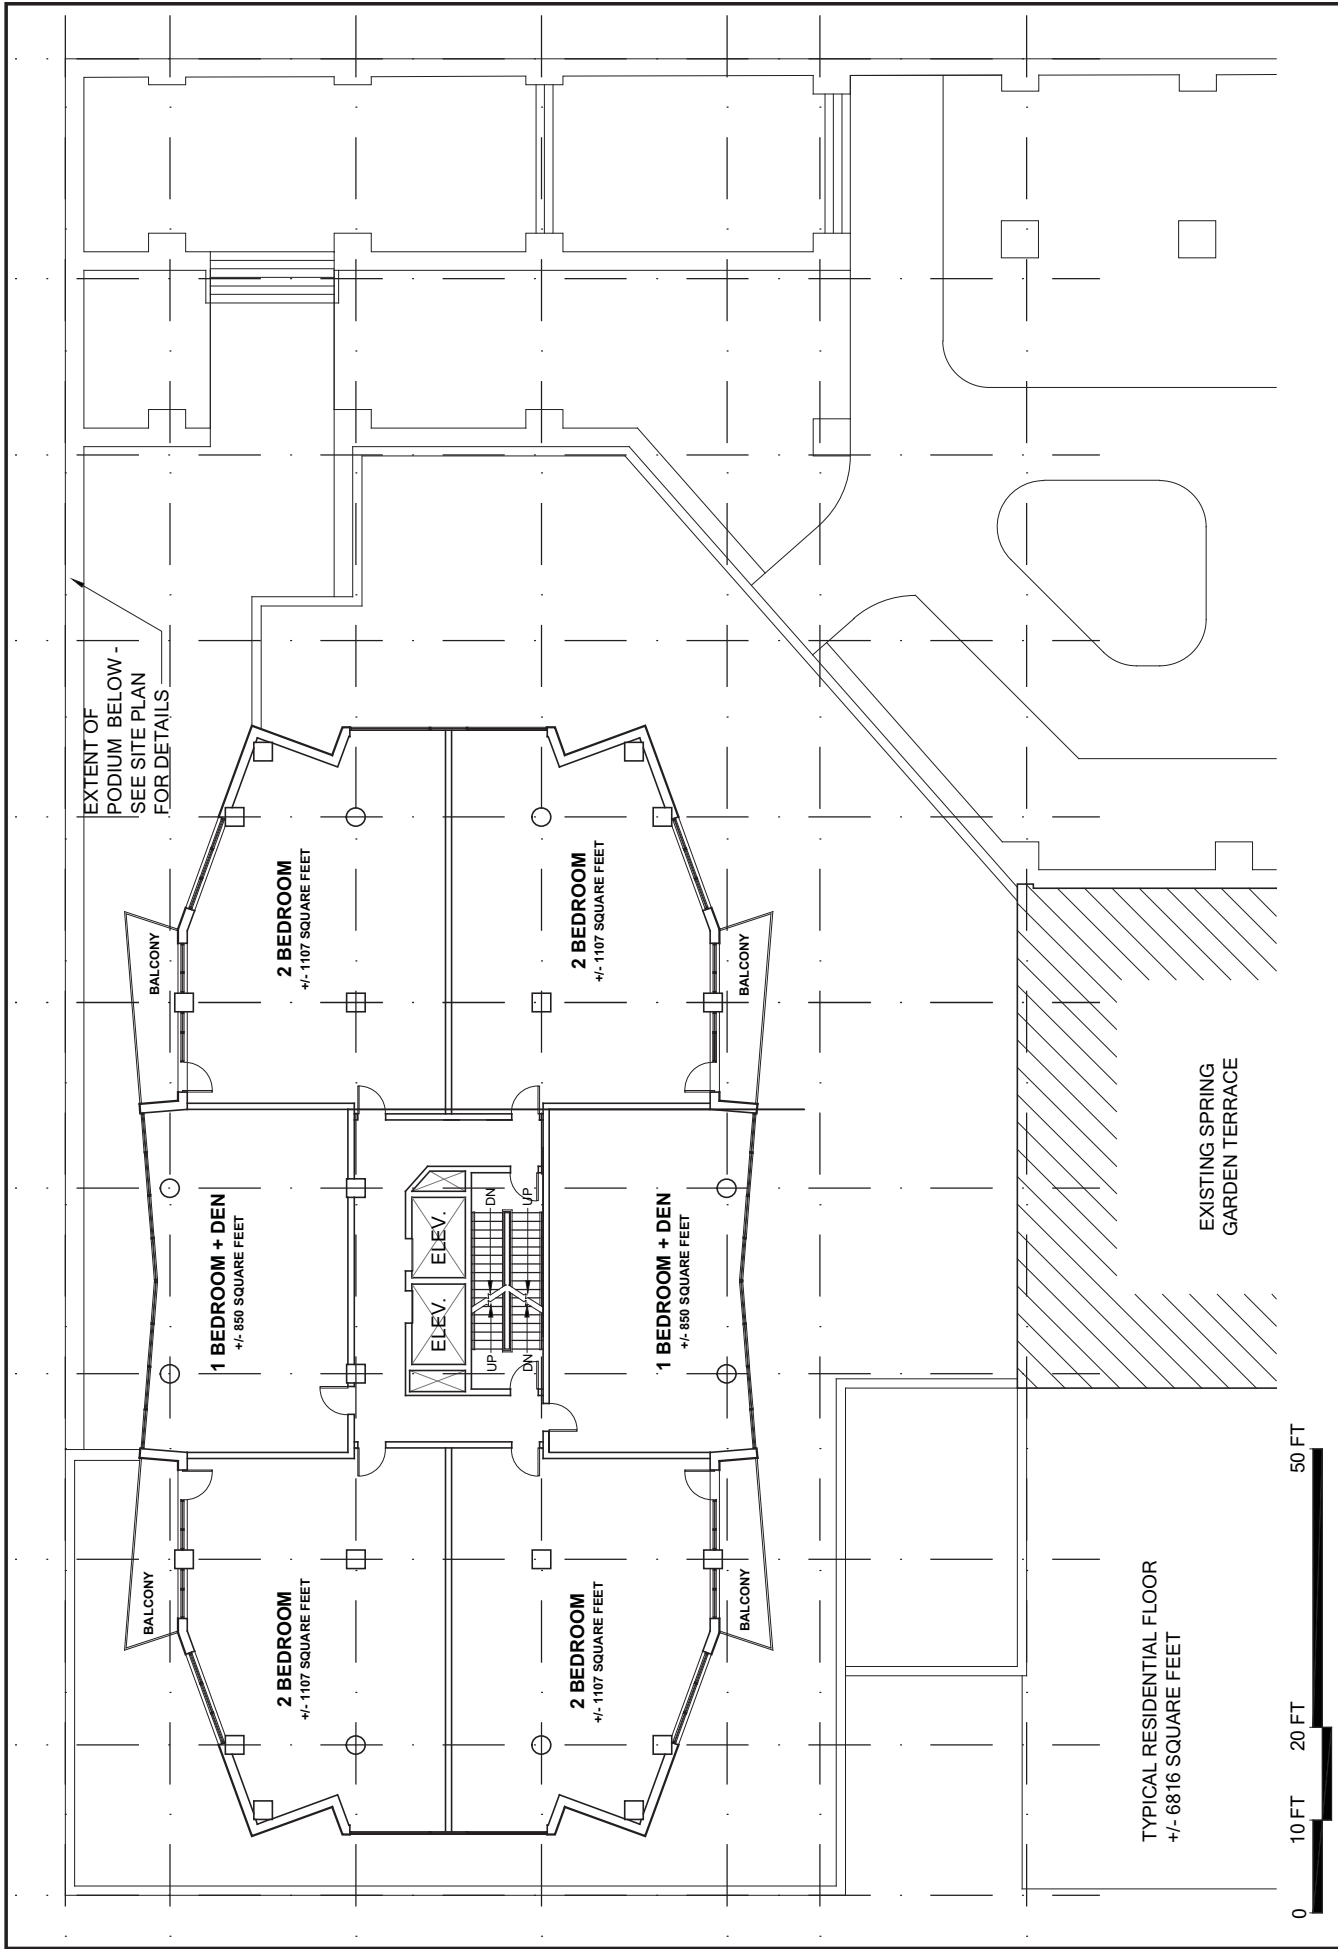 EXTENT OF
PODIUM BELOW -
SEE SITE PLAN
FOR DETAILS
BALCONY
2 BEDROOM
+/- 1107 SQUARE FEET
2 BEDROOM
+/- 1107 SQUARE FEET
BALCONY
1 BEDROOM + DEN
+/- 850 SQUARE FEET
ELEV.
ELEV.
DN
UP
UP
DN
1 BEDROOM + DEN
+/- 850 SQUARE FEET
BALCONY
2 BEDROOM
+/- 1107 SQUARE FEET
2 BEDROOM
+/- 1107 SQUARE FEET
BALCONY
EXISTING SPRING
GARDEN TERRACE
TYPICAL RESIDENTIAL FLOOR
+/- 6816 SQUARE FEET
0
10 FT
20 FT
50 FT